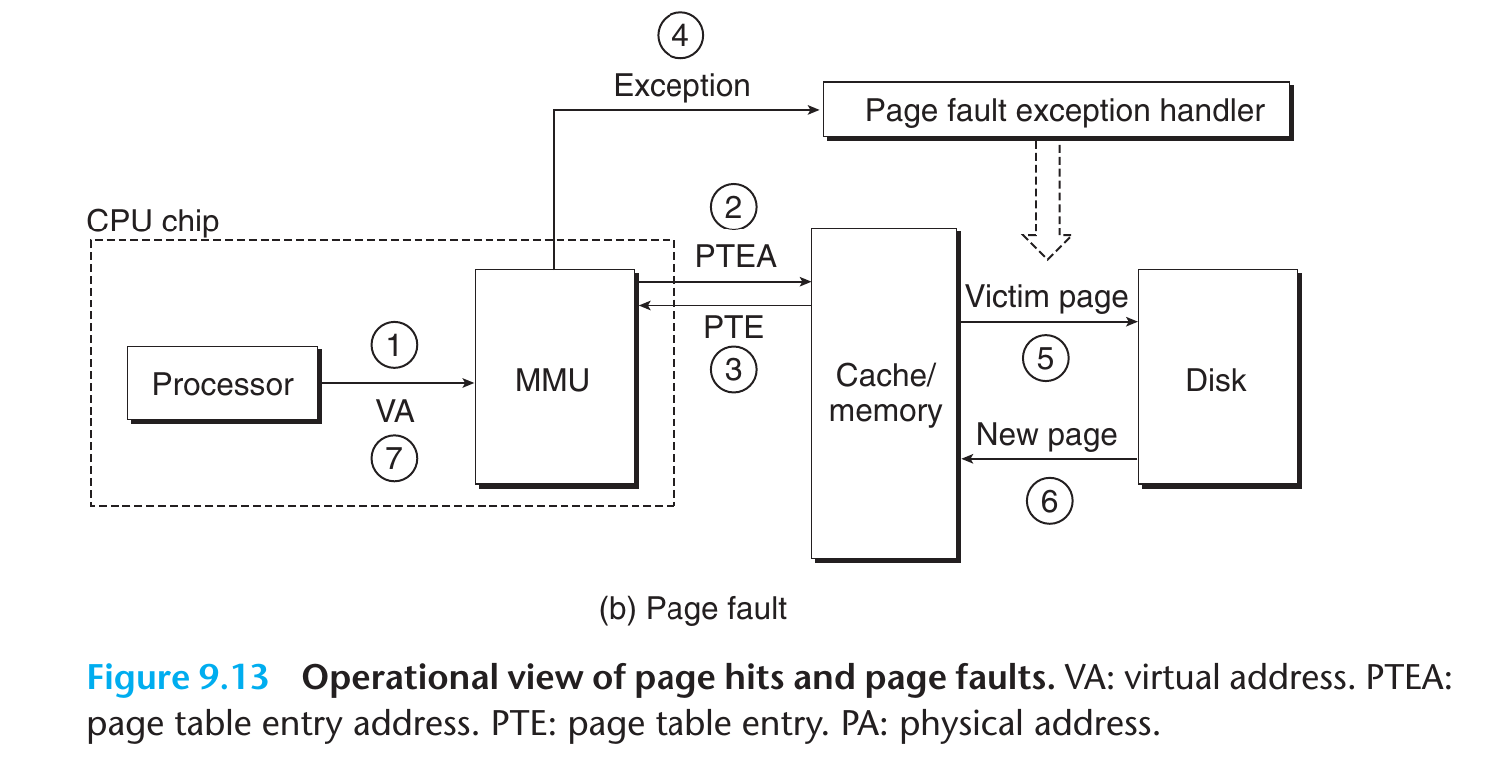 4
Exception
Page fault exception handler
CPU chip
2
PTEA
PTE
3
1
Processor
VA
7
MMU
Cache/
memory
Victim page
5
Disk
New page
6
(b) Page fault
Figure 9.13 Operational view of page hits and page faults. VA: virtual address. PTEA:
page table entry address. PTE: page table entry. PA: physical address.